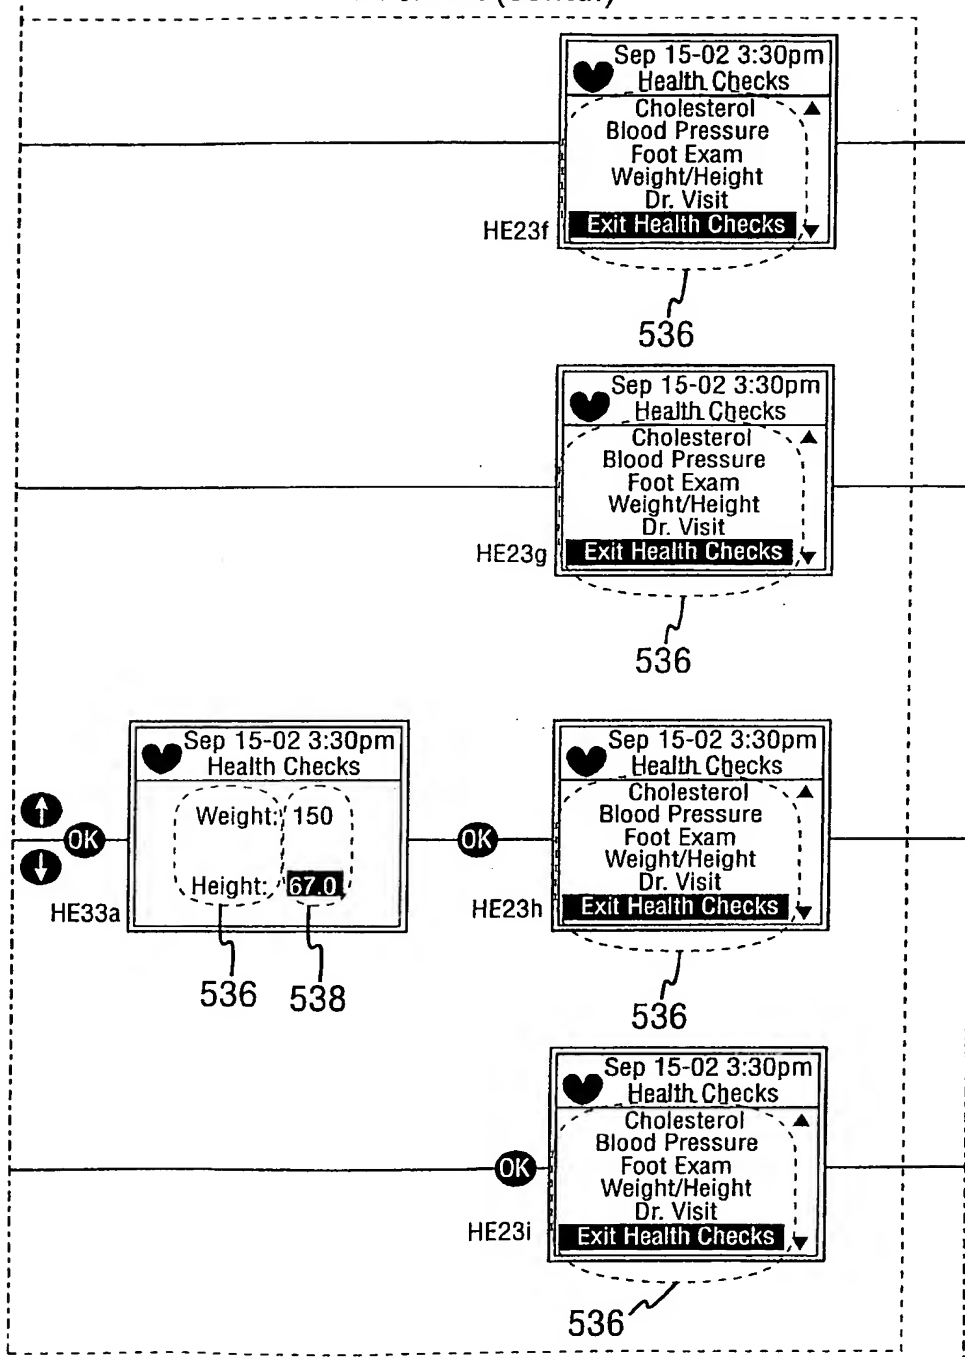 (Contd.)
Sep 15-02 3:30pm
Health Checks
Cholesterol
Blood Pressure
Foot Exam
Weight/Height
Dr. Visit
Exit Health Checks
HE23f
536
Sep 15-02 3:30pm
Health Checks
Cholesterol
Blood Pressure
Foot Exam
Weight/Height
Dr. Visit
Exit Health Checks
HE23g
536
Sep 15-02 3:30pm
Health Checks
Weight: 150
Height: 67.0
OK
HE33a
536 538
OK
Sep 15-02 3:30pm
Health Checks
Cholesterol
Blood Pressure
Foot Exam
Weight/Height
Dr. Visit
Exit Health Checks
HE23h
536
OK
Sep 15-02 3:30pm
Health Checks
Cholesterol
Blood Pressure
Foot Exam
Weight/Height
Dr. Visit
Exit Health Checks
HE23i
536